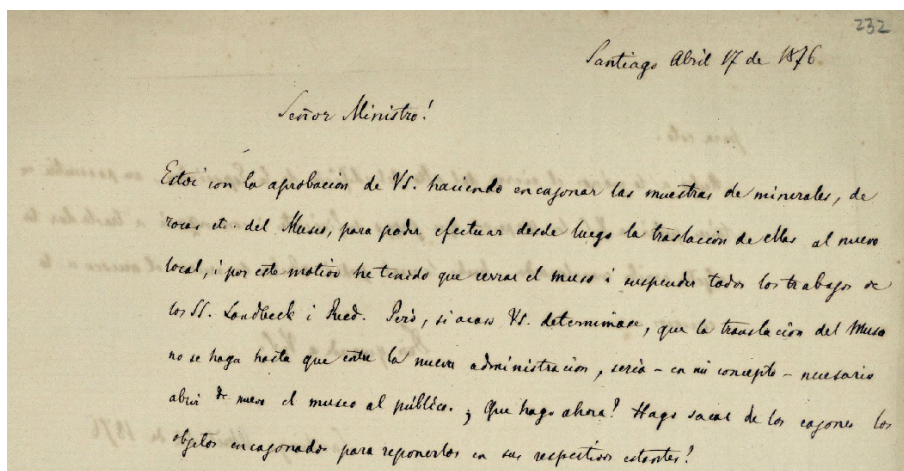 232
Santiago Abril 17 de 1876
Señor Ministro!
Estoi con la aprobacion de VS. haciendo encagonar las muestras de minerales, de
rocas etc. del Museo, para poder efectuar desde luego la traslacion de ellas al nuevo
local, i por este motivo he tenido que cerrar el museo i suspender todos los trabajos de
los SS. Landbeck i Reed. Però, si acaso VS. determinase, que la translacion del Museo
no se haga hasta que entre la nueva administracion, seria – en mi concepto – necesario
abrir de nuevo el museo al público. ¿ Que hago ahora? Hago sacar de los cagones los
objetos encagonados para reponerlos en sus respectivos estantes?